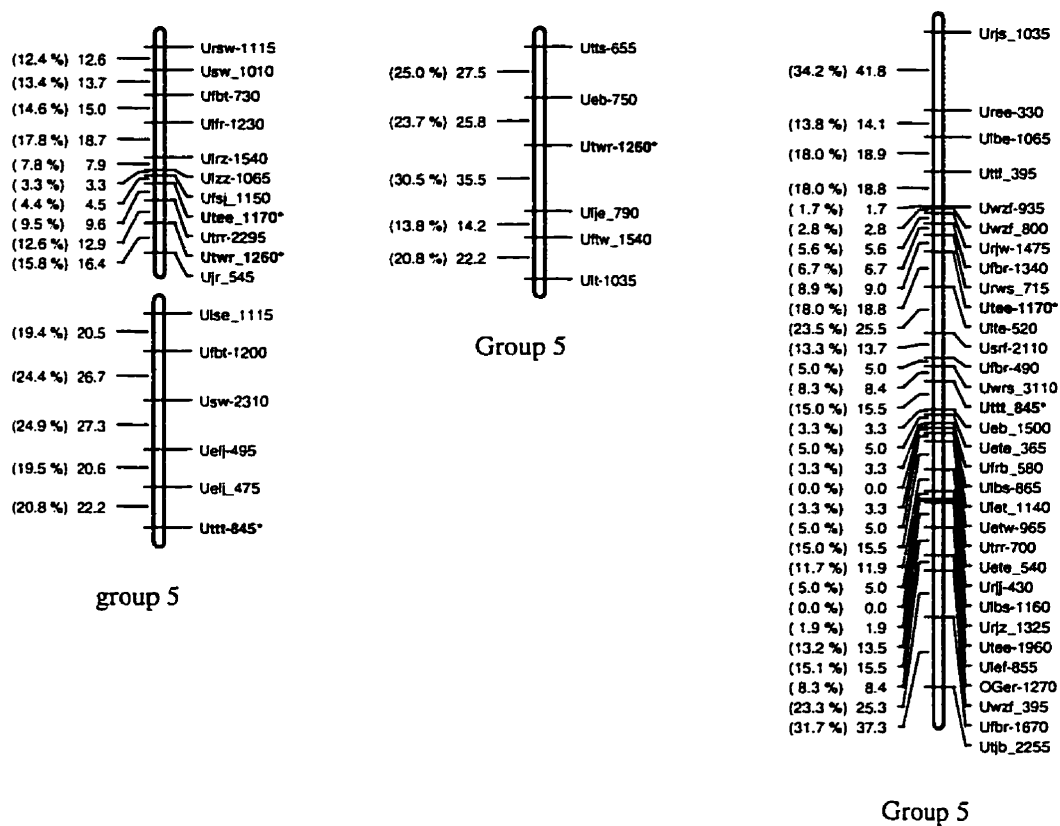 Ursw-1115
(12.4 %) 12.6
Usw_1010
(13.4 %) 13.7
Ufbt-730
(14.6 %) 15.0
Ulfr-1230
(17.8 %) 18.7
Ulrz-1540
( 7.8 %) 7.9
Ulzz-1065
( 3.3 %) 3.3
Ufsj_1150
( 4.4 %) 4.5
Utee_1170*
( 9.5 %) 9.6
Utrr-2295
(12.6 %) 12.9
Utwr_1260*
(15.8 %) 16.4
Ujr_545
Ulse_1115
(19.4 %) 20.5
Ufbt-1200
(24.4 %) 26.7
Usw-2310
(24.9 %) 27.3
Uefj-495
(19.5 %) 20.6
Uelj_475
(20.8 %) 22.2
Uttt-845*
group 5
Utts-655
(25.0 %) 27.5
Ueb-750
(23.7 %) 25.8
Utwr-1260*
(30.5 %) 35.5
Ulje_790
(13.8 %) 14.2
Uftw_1540
(20.8 %) 22.2
Ult-1035
Group 5
Urjs_1035
(34.2 %) 41.8
Uree-330
(13.8 %) 14.1
Ulbe-1065
(18.0 %) 18.9
Uttf_395
(18.0 %) 18.8
Uwzf-935
( 1.7 %) 1.7
Uwzf_800
( 2.8 %) 2.8
Urjw-1475
( 5.6 %) 5.6
Ufbr-1340
( 6.7 %) 6.7
Urws_715
( 8.9 %) 9.0
Utee-1170*
(18.0 %) 18.8
Ulte-520
(23.5 %) 25.5
Usrf-2110
(13.3 %) 13.7
Ufbr-490
( 5.0 %) 5.0
Uwrs_3110
( 8.3 %) 8.4
Uttt_845*
(15.0 %) 15.5
Ueb_1500
( 3.3 %) 3.3
Uete_365
( 5.0 %) 5.0
Ufrb_580
( 3.3 %) 3.3
Ulbs-865
( 0.0 %) 0.0
Ulet_1140
( 3.3 %) 3.3
Uetw-965
( 5.0 %) 5.0
Utrr-700
(15.0 %) 15.5
Uete_540
(11.7 %) 11.9
Urjj-430
( 5.0 %) 5.0
Ulbs-1160
( 0.0 %) 0.0
Urjz_1325
( 1.9 %) 1.9
Utee-1960
(13.2 %) 13.5
Ulef-855
(15.1 %) 15.5
OGer-1270
( 8.3 %) 8.4
Uwzf_395
(23.3 %) 25.3
Ufbr-1670
(31.7 %) 37.3
Utjb_2255
Group 5